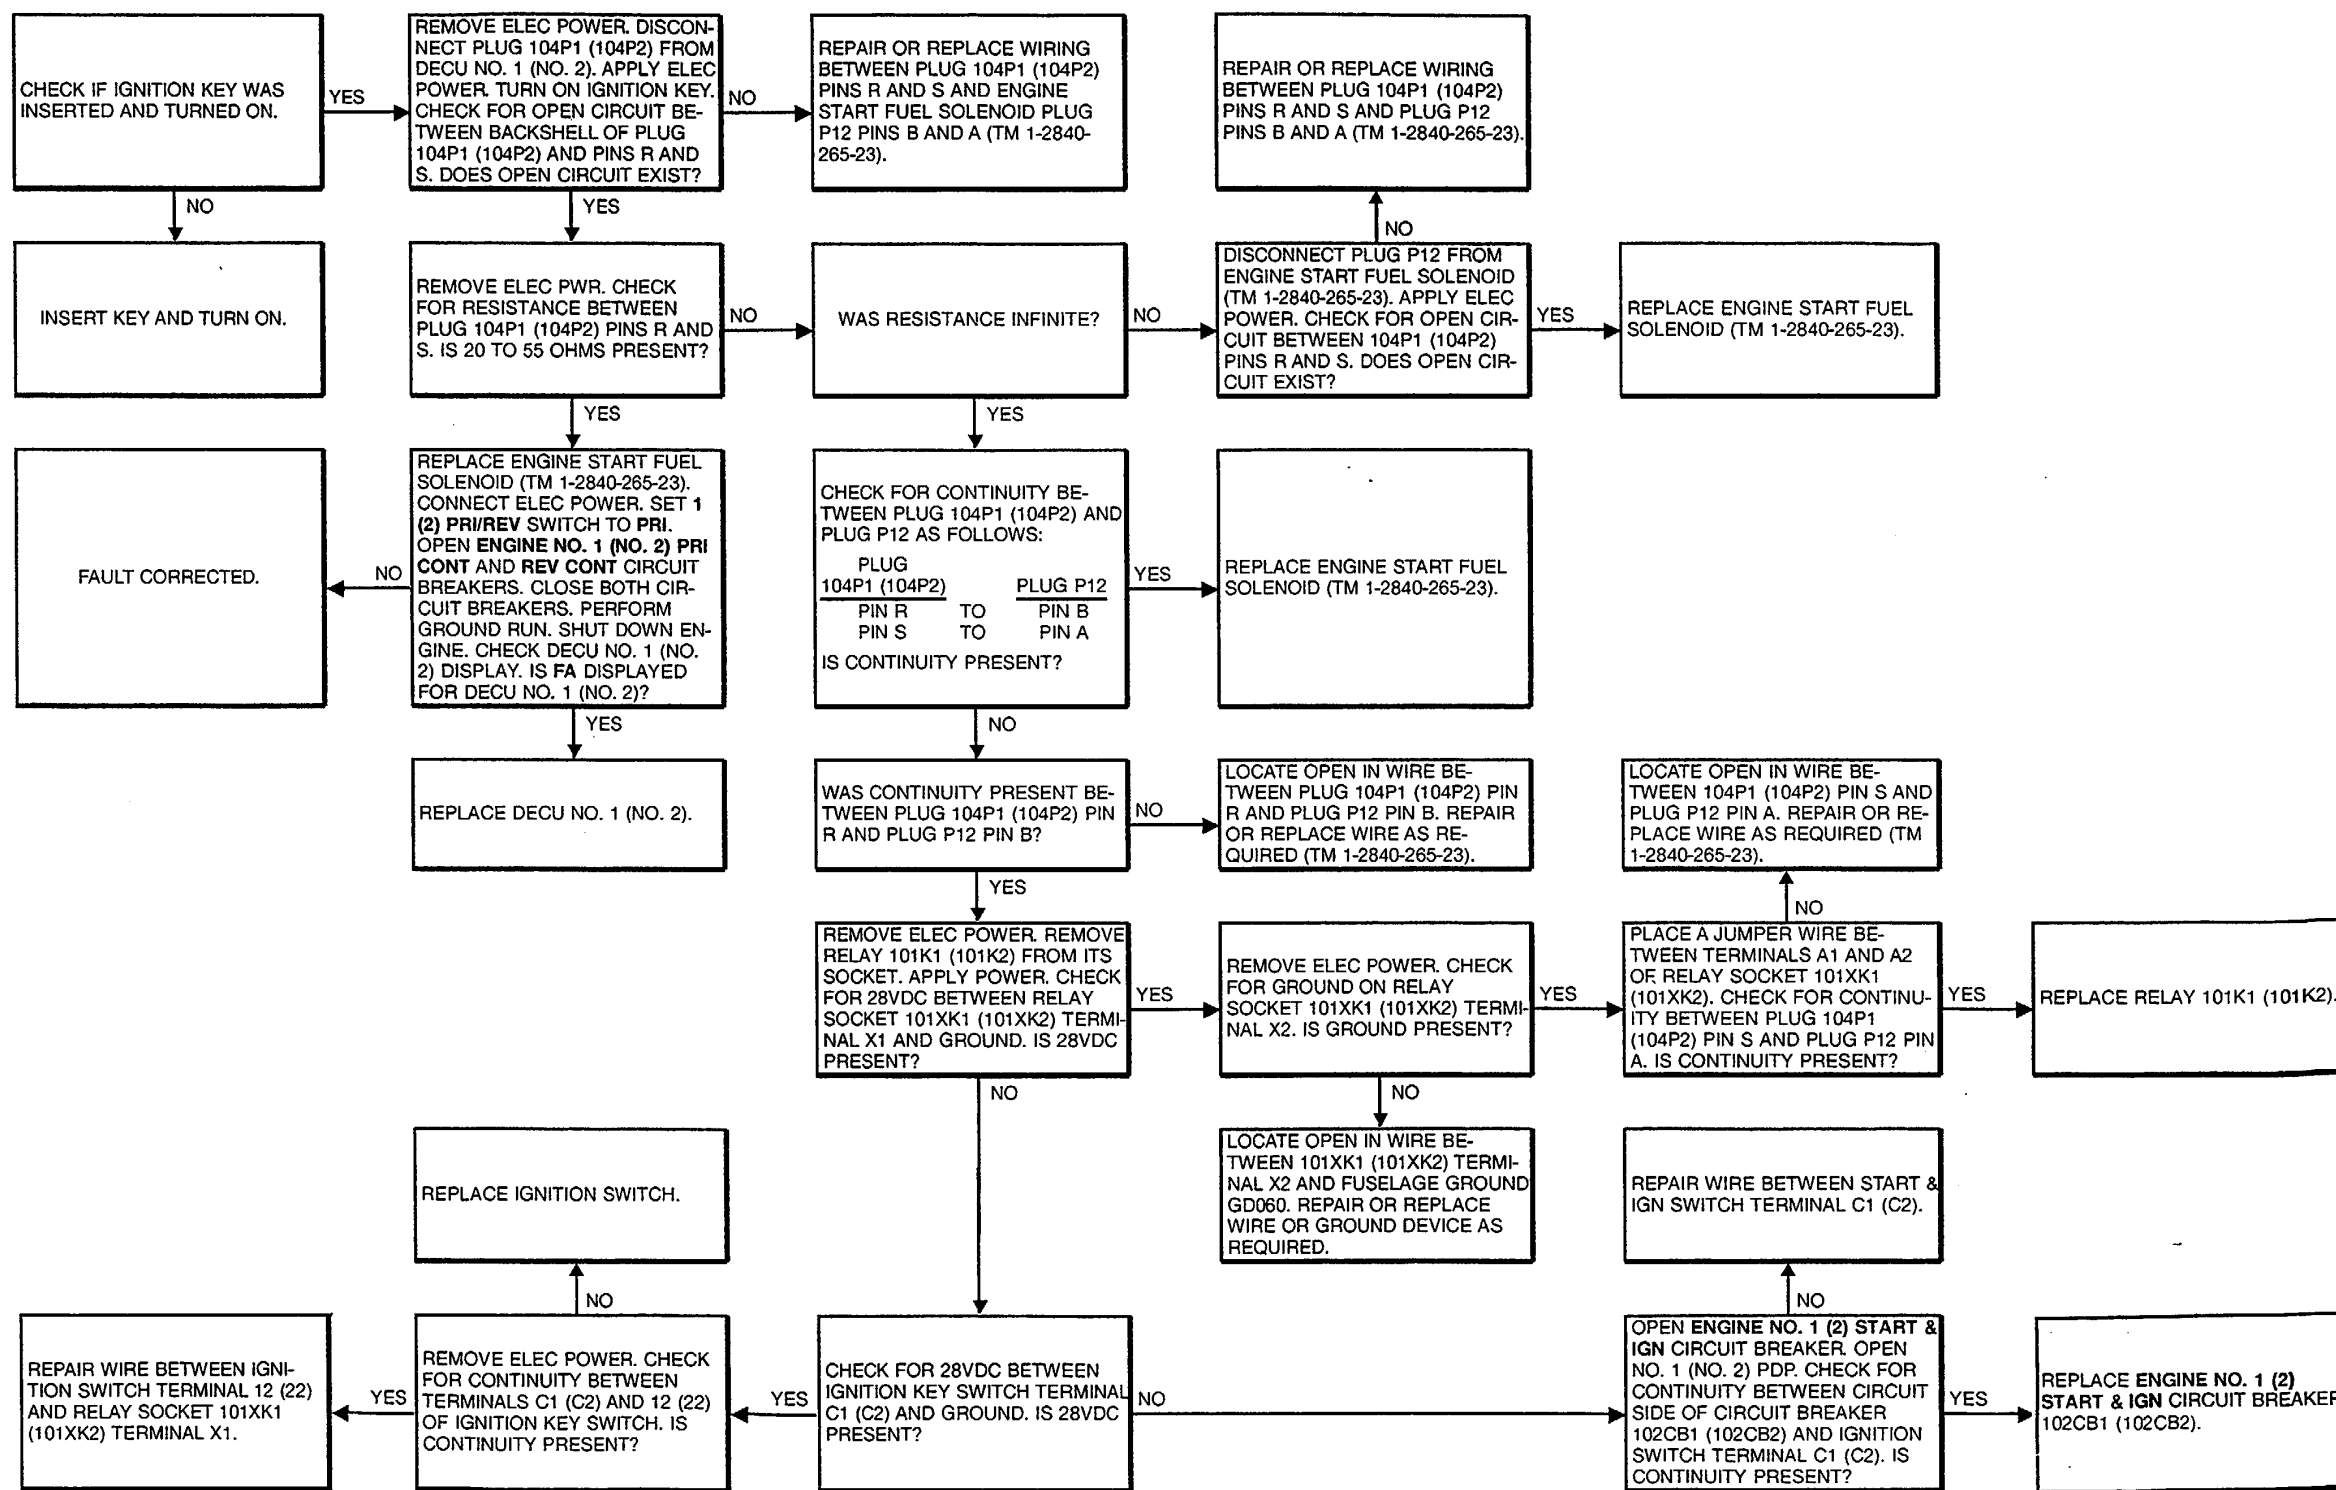 CHECK IF IGNITION KEY WAS
INSERTED AND TURNED ON.
YES
NO
REMOVE ELEC POWER. DISCON-
NECT PLUG 104P1 (104P2) FROM
DECU NO. 1 (NO. 2). APPLY ELEC
POWER. TURN ON IGNITION KEY.
CHECK FOR OPEN CIRCUIT BE-
TWEEN BACKSHELL OF PLUG
104P1 (104P2) AND PINS R AND
S. DOES OPEN CIRCUIT EXIST?
NO
YES
REPAIR OR REPLACE WIRING
BETWEEN PLUG 104P1 (104P2)
PINS R AND S AND ENGINE
START FUEL SOLENOID PLUG
P12 PINS B AND A (TM 1-2840-
265-23).
REPAIR OR REPLACE WIRING
BETWEEN PLUG 104P1 (104P2)
PINS R AND S AND PLUG P12
PINS B AND A (TM 1-2840-265-23).
NO
INSERT KEY AND TURN ON.
REMOVE ELEC PWR. CHECK
FOR RESISTANCE BETWEEN
PLUG 104P1 (104P2) PINS R AND
S. IS 20 TO 55 OHMS PRESENT?
NO
YES
WAS RESISTANCE INFINITE?
NO
YES
DISCONNECT PLUG P12 FROM
ENGINE START FUEL SOLENOID
(TM 1-2840-265-23). APPLY ELEC
POWER. CHECK FOR OPEN CIR-
CUIT BETWEEN 104P1 (104P2)
PINS R AND S. DOES OPEN CIR-
CUIT EXIST?
YES
REPLACE ENGINE START FUEL
SOLENOID (TM 1-2840-265-23).
FAULT CORRECTED.
NO
REPLACE ENGINE START FUEL
SOLENOID (TM 1-2840-265-23).
CONNECT ELEC POWER. SET 1
(2) PRI/REV SWITCH TO PRI.
OPEN ENGINE NO. 1 (NO. 2) PRI
CONT AND REV CONT CIRCUIT
BREAKERS. CLOSE BOTH CIR-
CUIT BREAKERS. PERFORM
GROUND RUN. SHUT DOWN EN-
GINE. CHECK DECU NO. 1 (NO.
2) DISPLAY. IS FA DISPLAYED
FOR DECU NO. 1 (NO. 2)?
YES
CHECK FOR CONTINUITY BE-
TWEEN PLUG 104P1 (104P2) AND
PLUG P12 AS FOLLOWS:
PLUG
104P1 (104P2) PLUG P12
PIN R TO PIN B
PIN S TO PIN A
IS CONTINUITY PRESENT?
YES
NO
REPLACE ENGINE START FUEL
SOLENOID (TM 1-2840-265-23).
REPLACE DECU NO. 1 (NO. 2).
WAS CONTINUITY PRESENT BE-
TWEEN PLUG 104P1 (104P2) PIN
R AND PLUG P12 PIN B?
NO
YES
LOCATE OPEN IN WIRE BE-
TWEEN PLUG 104P1 (104P2) PIN
R AND PLUG P12 PIN B. REPAIR
OR REPLACE WIRE AS RE-
QUIRED (TM 1-2840-265-23).
LOCATE OPEN IN WIRE BE-
TWEEN 104P1 (104P2) PIN S AND
PLUG P12 PIN A. REPAIR OR RE-
PLACE WIRE AS REQUIRED (TM
1-2840-265-23).
NO
REMOVE ELEC POWER. REMOVE
RELAY 101K1 (101K2) FROM ITS
SOCKET. APPLY POWER. CHECK
FOR 28VDC BETWEEN RELAY
SOCKET 101XK1 (101XK2) TERMI-
NAL X1 AND GROUND. IS 28VDC
PRESENT?
YES
NO
REMOVE ELEC POWER. CHECK
FOR GROUND ON RELAY
SOCKET 101XK1 (101XK2) TERMI-
NAL X2. IS GROUND PRESENT?
YES
NO
PLACE A JUMPER WIRE BE-
TWEEN TERMINALS A1 AND A2
OF RELAY SOCKET 101XK1
(101XK2). CHECK FOR CONTINU-
ITY BETWEEN PLUG 104P1
(104P2) PIN S AND PLUG P12 PIN
A. IS CONTINUITY PRESENT?
YES
REPLACE RELAY 101K1 (101K2).
REPLACE IGNITION SWITCH.
NO
LOCATE OPEN IN WIRE BE-
TWEEN 101XK1 (101XK2) TERMI-
NAL X2 AND FUSELAGE GROUND
GD060. REPAIR OR REPLACE
WIRE OR GROUND DEVICE AS
REQUIRED.
REPAIR WIRE BETWEEN START &
IGN SWITCH TERMINAL C1 (C2).
NO
REPAIR WIRE BETWEEN IGNI-
TION SWITCH TERMINAL 12 (22)
AND RELAY SOCKET 101XK1
(101XK2) TERMINAL X1.
YES
REMOVE ELEC POWER. CHECK
FOR CONTINUITY BETWEEN
TERMINALS C1 (C2) AND 12 (22)
OF IGNITION KEY SWITCH. IS
CONTINUITY PRESENT?
YES
CHECK FOR 28VDC BETWEEN
IGNITION KEY SWITCH TERMINAL
C1 (C2) AND GROUND. IS 28VDC
PRESENT?
NO
OPEN ENGINE NO. 1 (2) START &
IGN CIRCUIT BREAKER. OPEN
NO. 1 (NO. 2) PDP. CHECK FOR
CONTINUITY BETWEEN CIRCUIT
SIDE OF CIRCUIT BREAKER
102CB1 (102CB2) AND IGNITION
SWITCH TERMINAL C1 (C2). IS
CONTINUITY PRESENT?
YES
REPLACE ENGINE NO. 1 (2)
START & IGN CIRCUIT BREAKER
102CB1 (102CB2).